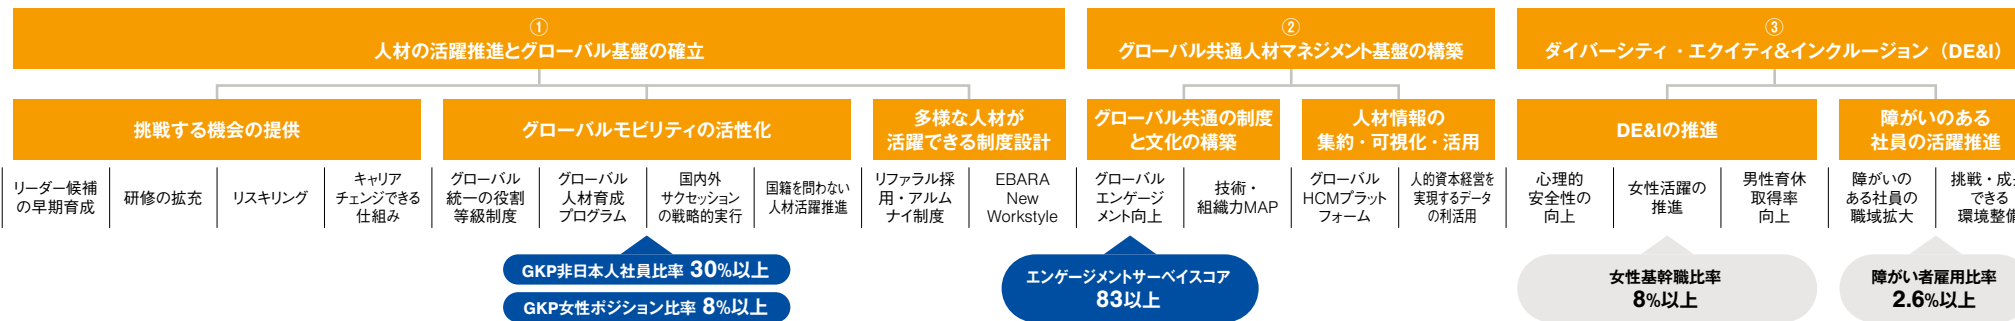 ①
人材の活躍推進とグローバル基盤の確立
②
グローバル共通人材マネジメント基盤の構築
③
ダイバーシティ・エクイティ&インクルージョン（DE&I）
挑戦する機会の提供
グローバルモビリティの活性化
多様な人材が
活躍できる制度設計
グローバル共通の制度
と文化の構築
人材情報の
集約・可視化・活用
DE&Iの推進
障がいのある
社員の活躍推進
リーダー候補
の早期育成
研修の拡充
リスキリング
キャリア
チェンジできる
仕組み
グローバル
統一の役割
等級制度
グローバル
人材育成
プログラム
国内外
サクセッション
の戦略的実行
国籍を問わない
人材活躍推進
リファラル採
用・アルム
ナイ制度
EBARA
New
Workstyle
グローバル
エンゲージ
メント向上
技術・
組織力MAP
グローバル
HCMプラット
フォーム
人的資本経営を
実現するデータ
の利活用
心理的
安全性の
向上
女性活躍の
推進
男性育休
取得率
向上
障がいの
ある社員の
職域拡大
挑戦・成
できる
環境整備
GKP非日本人社員比率 30%以上
GKP女性ポジション比率 8%以上
エンゲージメントサーベイスコア
83以上
女性基幹職比率
8%以上
障がい者雇用比率
2.6%以上